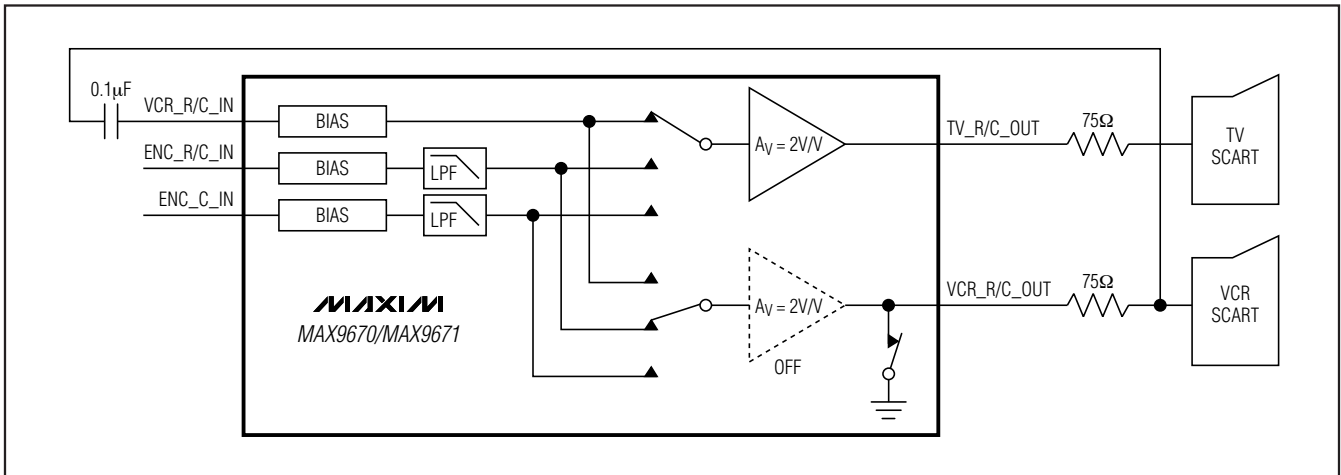 0.1μF
VCR_R/C_IN
BIAS
ENC_R/C_IN
BIAS
LPF
ENC_C_IN
BIAS
LPF
AV = 2V/V
TV_R/C_OUT
75Ω
TV
SCART
MAXIM
MAX9670/MAX9671
AV = 2V/V
OFF
VCR_R/C_OUT
75Ω
VCR
SCART